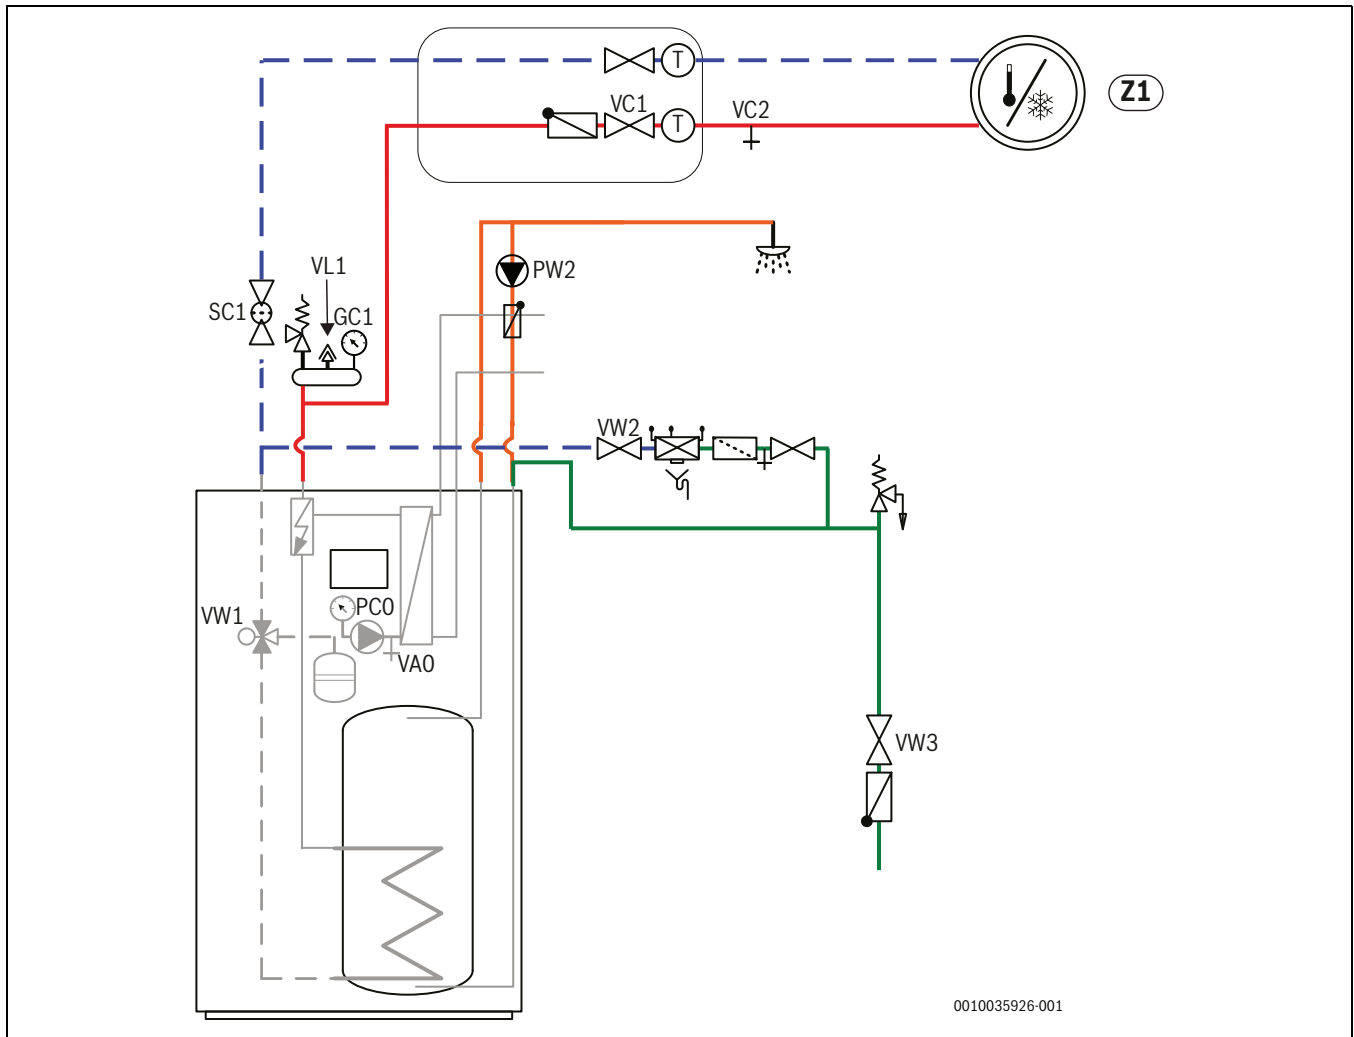 T
Z1
VC1
VC2
T
PW2
VL1
SC1
GC1
VW2
PC0
VW1
VA0
VW3
0010035926-001